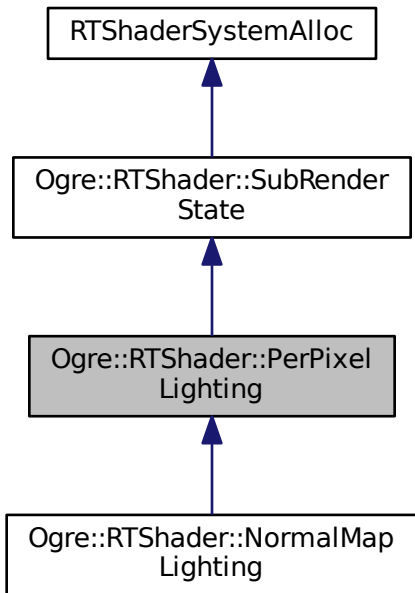 RTShaderSystemAlloc
Ogre::RTShader::SubRender
State
Ogre::RTShader::PerPixel
Lighting
Ogre::RTShader::NormalMap
Lighting